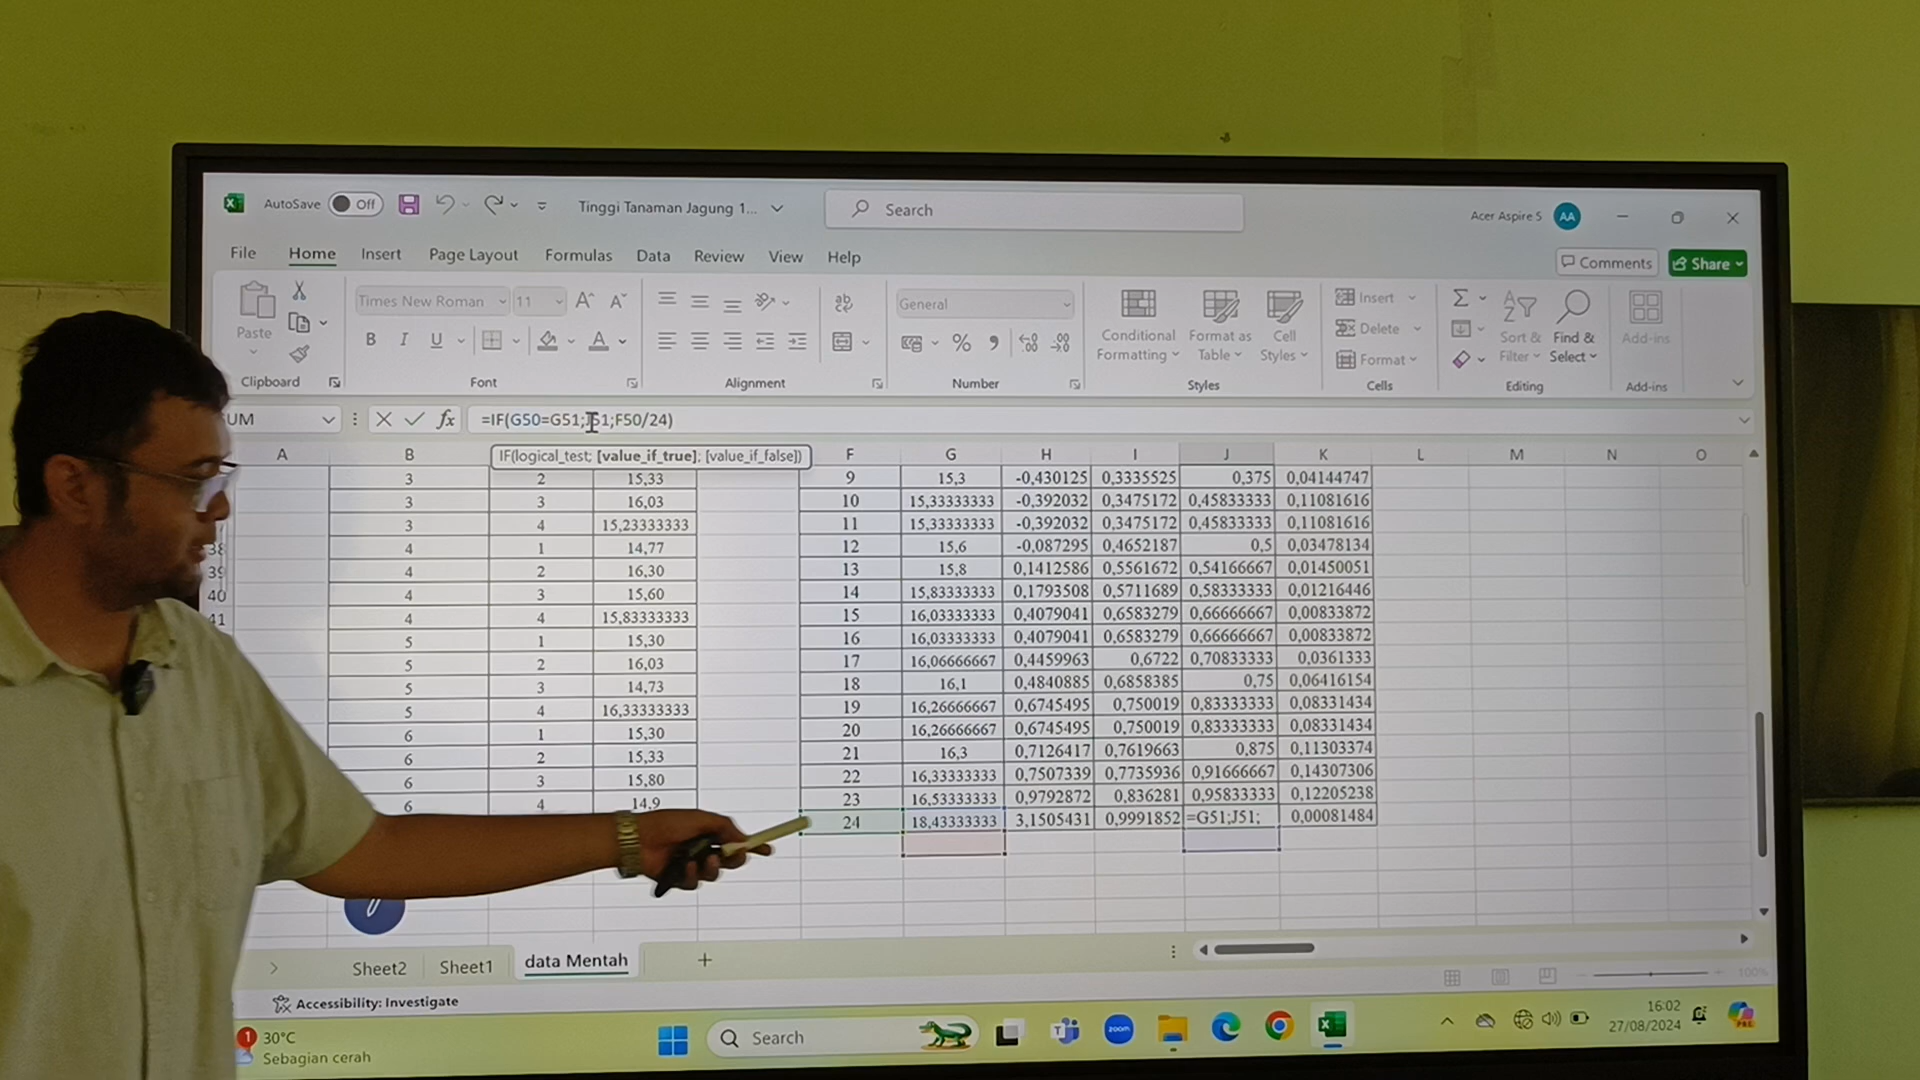 AutoSave Off Tinggi Tanaman Jagung 1... Search Acer Aspire 5 AA
File Home Insert Page Layout Formulas Data Review View Help Comments Share
Paste Times New Roman 11 General Conditional Formatting Format as Table Cell Styles Insert Delete Format Sort & Filter Find & Select Add-ins
Clipboard Font Alignment Number Styles Cells Editing Add-ins
UM fx =IF(G50=G51;J51;F50/24)
IF(logical_test; [value_if_true]; [value_if_false])
A B F G H I J K L M N O
3 2 15,33 9 15,3 -0,430125 0,3335525 0,375 0,04144747
3 3 16,03 10 15,33333333 -0,392032 0,3475172 0,45833333 0,11081616
3 4 15,23333333 11 15,33333333 -0,392032 0,3475172 0,45833333 0,11081616
38 4 1 14,77 12 15,6 -0,087295 0,4652187 0,5 0,03478134
39 4 2 16,30 13 15,8 0,1412586 0,5561672 0,54166667 0,01450051
40 4 3 15,60 14 15,83333333 0,1793508 0,5711689 0,58333333 0,01216446
41 4 4 15,83333333 15 16,03333333 0,4079041 0,6583279 0,66666667 0,00833872
5 1 15,30 16 16,03333333 0,4079041 0,6583279 0,66666667 0,00833872
5 2 16,03 17 16,06666667 0,4459963 0,6722 0,70833333 0,0361333
5 3 14,73 18 16,1 0,4840885 0,6858385 0,75 0,06416154
5 4 16,33333333 19 16,26666667 0,6745495 0,750019 0,83333333 0,08331434
6 1 15,30 20 16,26666667 0,6745495 0,750019 0,83333333 0,08331434
6 2 15,33 21 16,3 0,7126417 0,7619663 0,875 0,11303374
6 3 15,80 22 16,33333333 0,7507339 0,7735936 0,91666667 0,14307306
6 4 14,9 23 16,53333333 0,9792872 0,836281 0,95833333 0,12205238
24 18,43333333 3,1505431 0,9991852 =G51;J51; 0,00081484
Sheet2 Sheet1 data Mentah
Accessibility: Investigate 100%
1 30°C Sebagian cerah Search zoom 16:02 27/08/2024 PRE